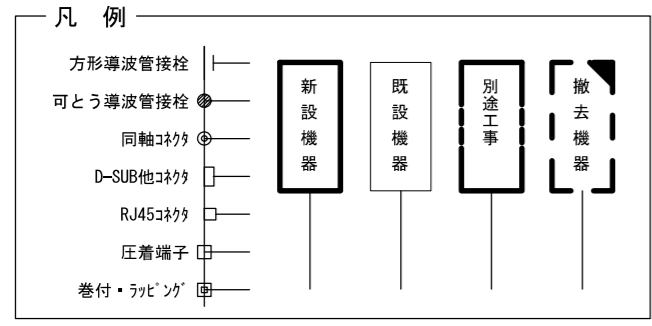 凡 例
方形導波管接栓
可とう導波管接栓
同軸ｺﾈｸﾀ
D-SUB他ｺﾈｸﾀ
RJ45ｺﾈｸﾀ
圧着端子
巻付・ﾗｯﾋﾟﾝｸﾞ
新設機器
既設機器
別途工事
撤去機器